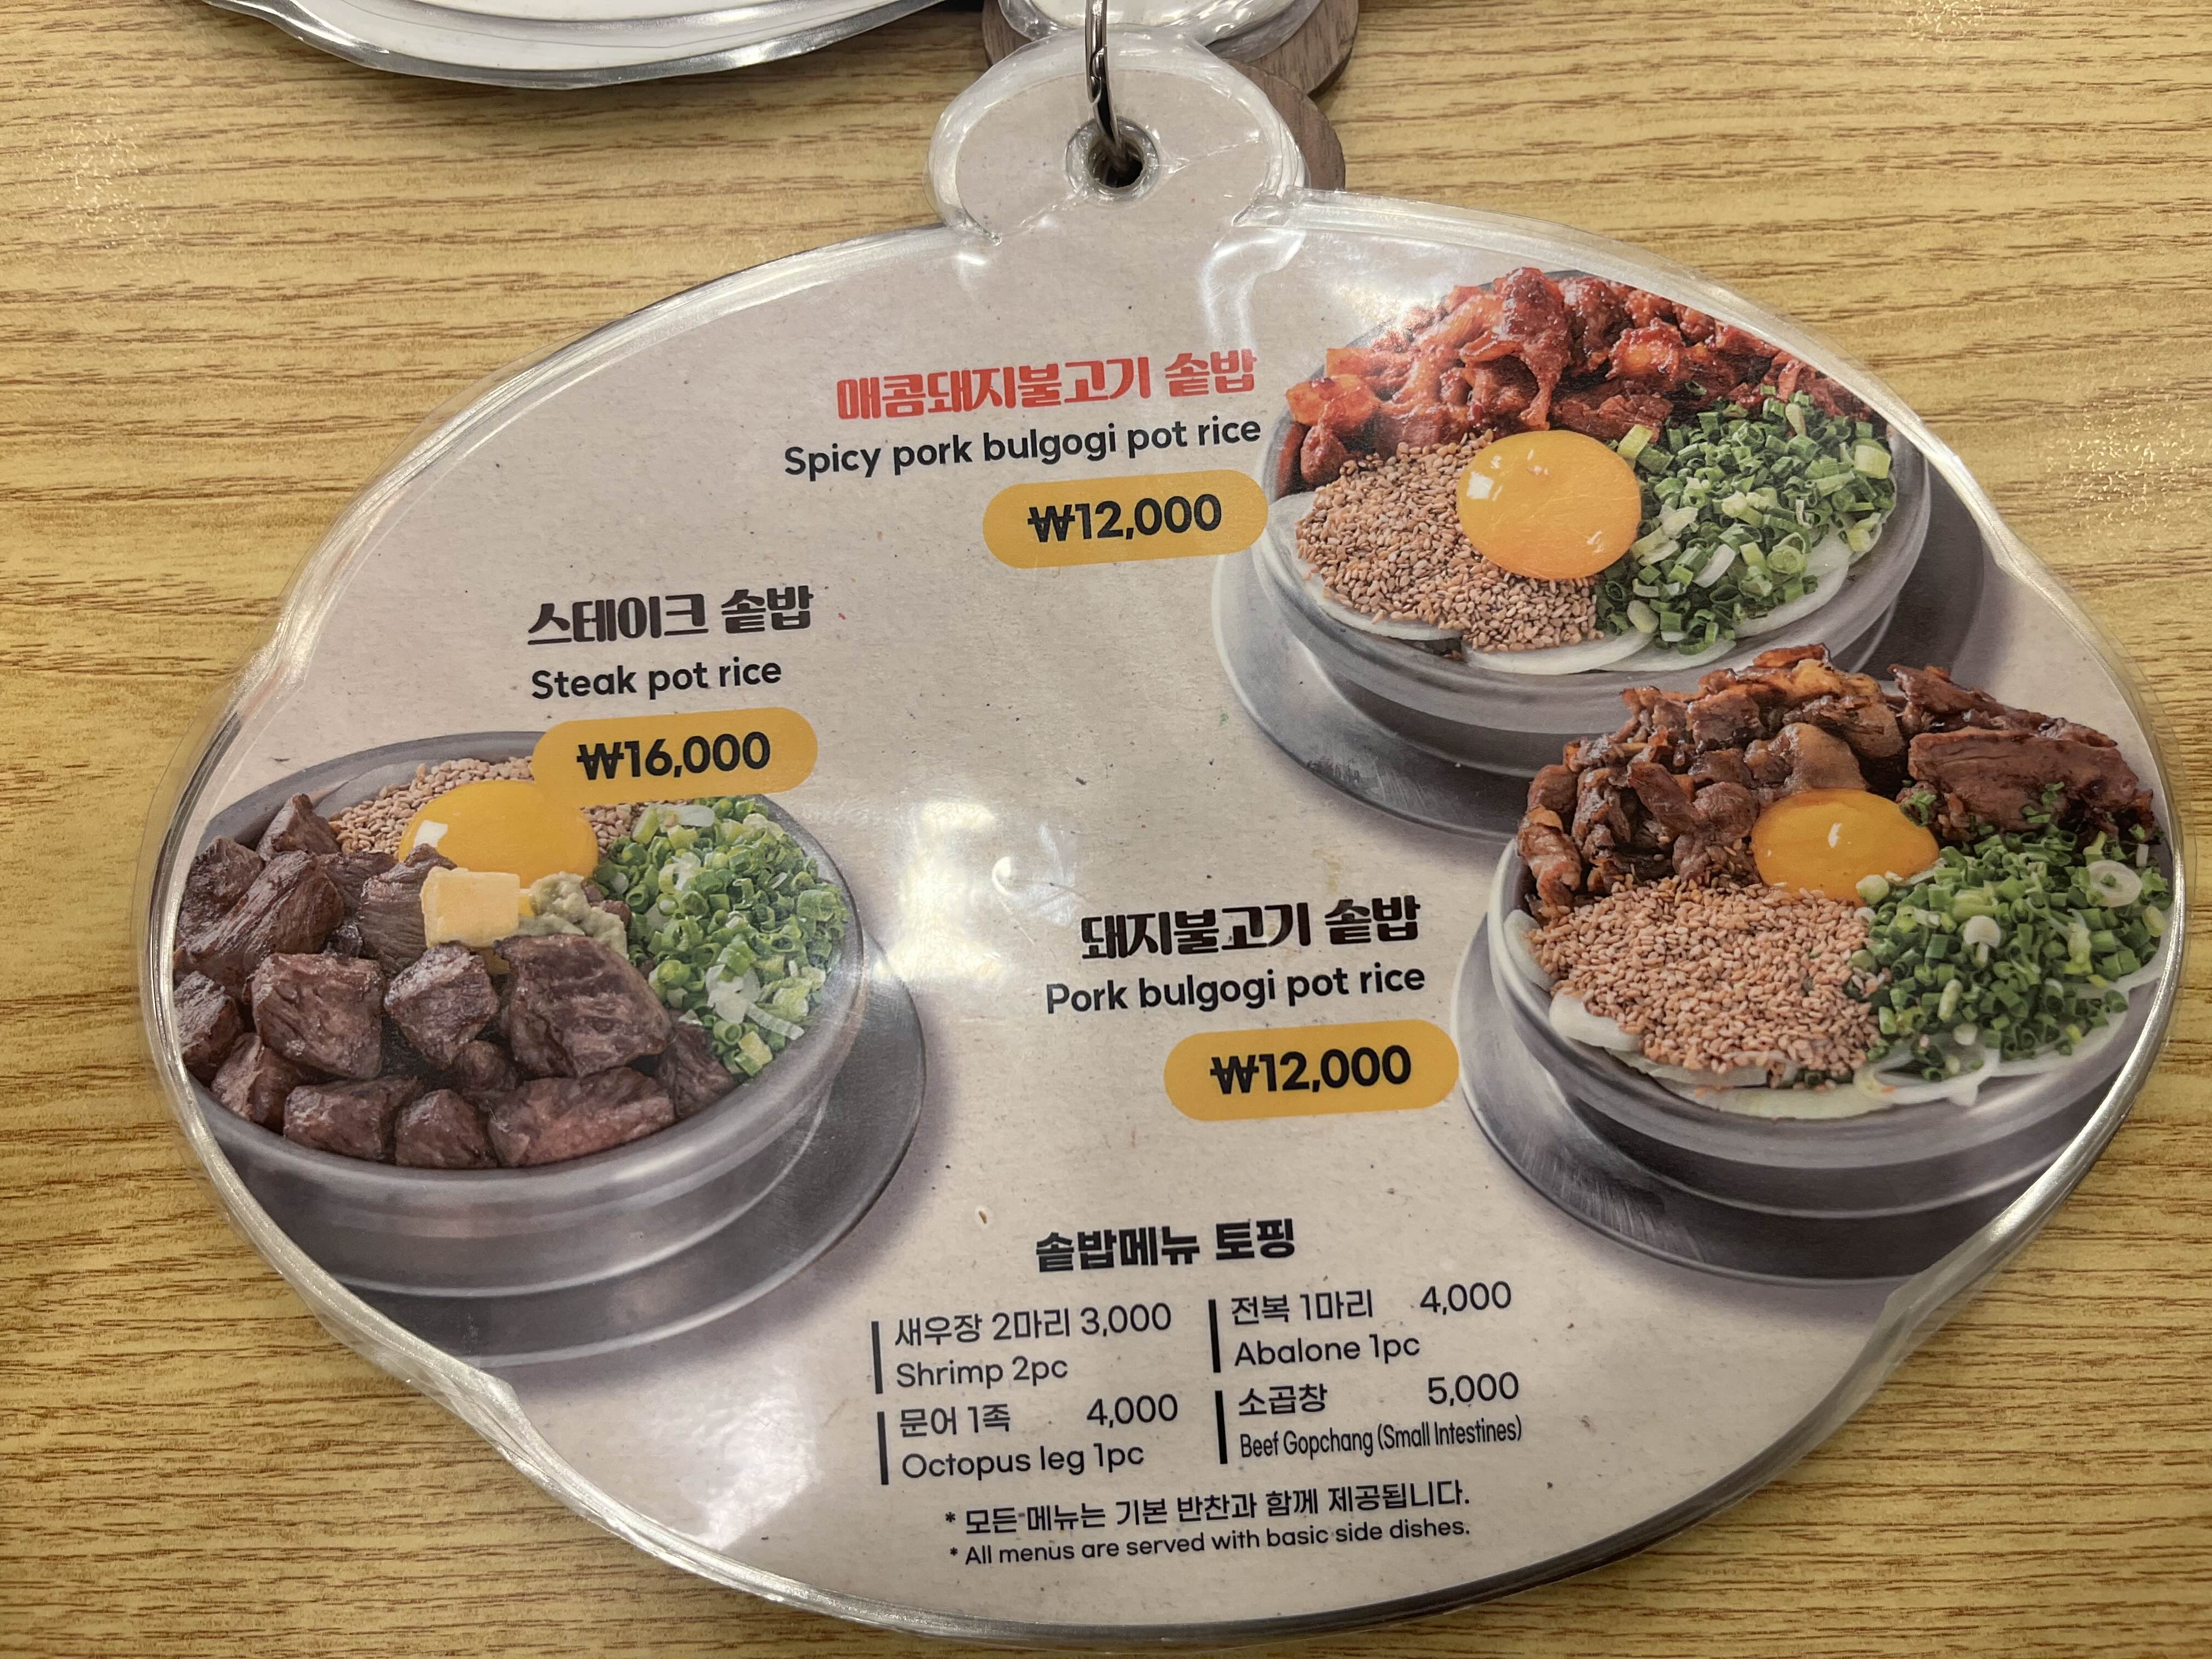 매콤돼지불고기 솥밥
Spicy pork bulgogi pot rice
₩12,000
스테이크 솥밥
Steak pot rice
₩16,000
돼지불고기 솥밥
Pork bulgogi pot rice
₩12,000
솥밥메뉴 토핑
새우장 2마리 3,000
Shrimp 2pc
전복 1마리 4,000
Abalone 1pc
문어 1족 4,000
Octopus leg 1pc
소곱창 5,000
Beef Gopchang (Small Intestines)
* 모든 메뉴는 기본 반찬과 함께 제공됩니다.
* All menus are served with basic side dishes.